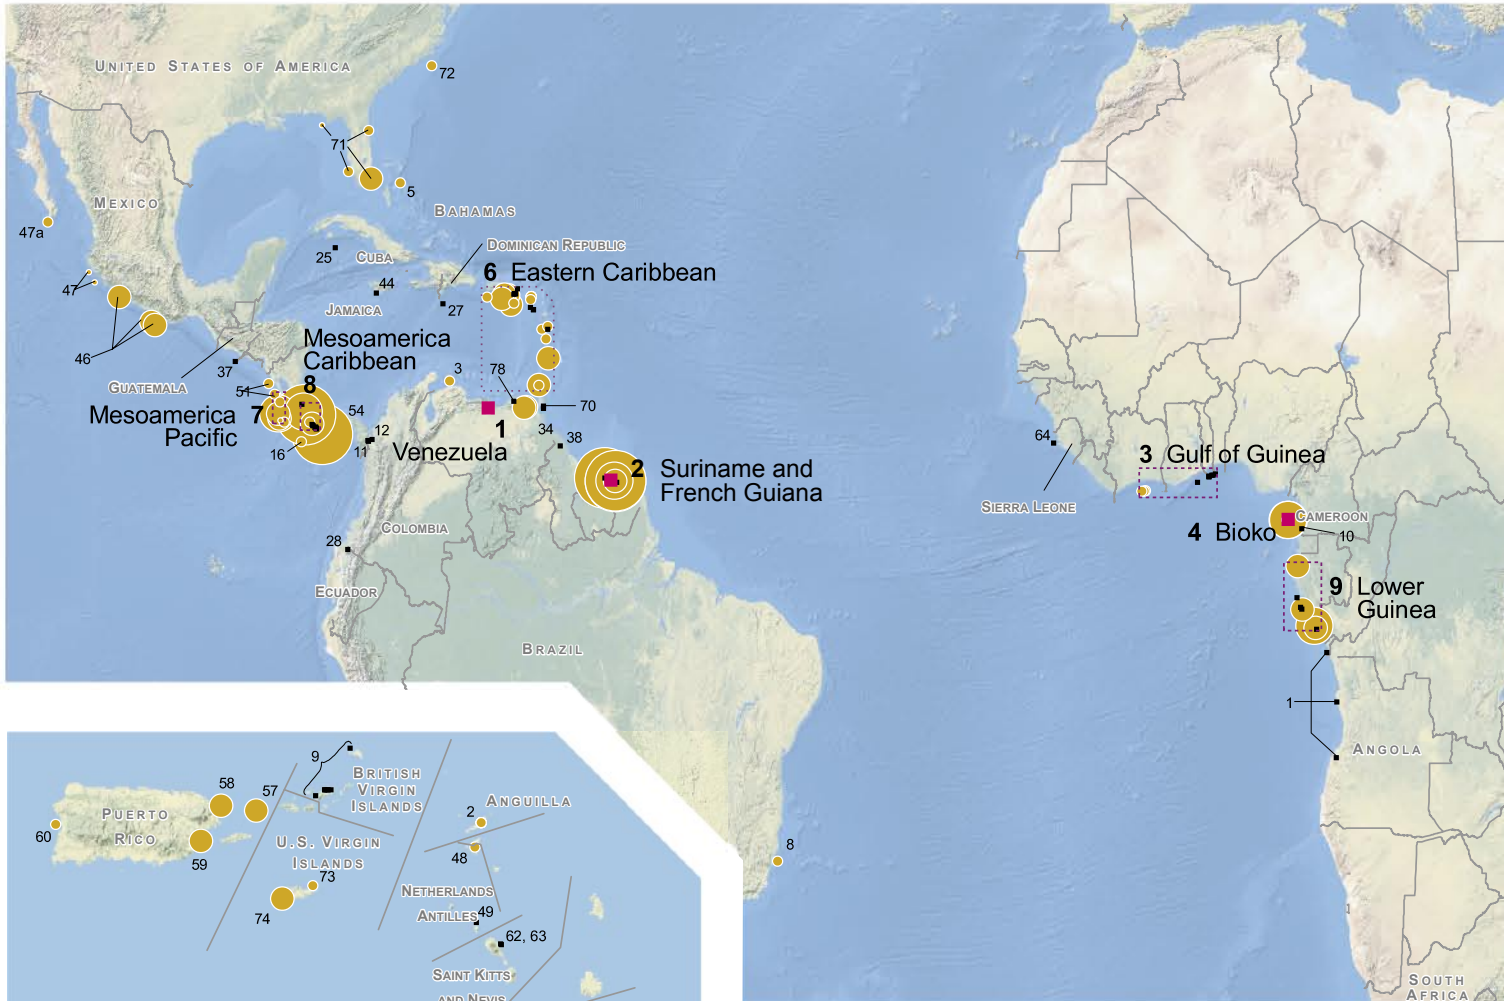 UNITED STATES OF AMERICA
72
71
5
MEXICO
BAHAMAS
47a
DOMINICAN REPUBLIC
25
CUBA
6 Eastern Caribbean
47
44
JAMAICA
27
Mesoamerica
Caribbean
46
37
GUATEMALA
51
8
3
78
Mesoamerica
Pacific
7
54
70
1
34
12
11
38
16
Venezuela
64
3 Gulf of Guinea
2 Suriname and
French Guiana
SIERRA LEONE
CAMEROON
COLOMBIA
4 Bioko
10
28
ECUADOR
9 Lower
Guinea
BRAZIL
1
ANGOLA
9
BRITISH
VIRGIN
ISLANDS
58
57
PUERTO
RICO
ANGUILLA
2
60
U.S. VIRGIN
ISLANDS
59
48
8
73
NETHERLANDS
ANTILLES
74
49
62, 63
SAINT KITTS
AND NEVIS
SOUTH
AFRICA